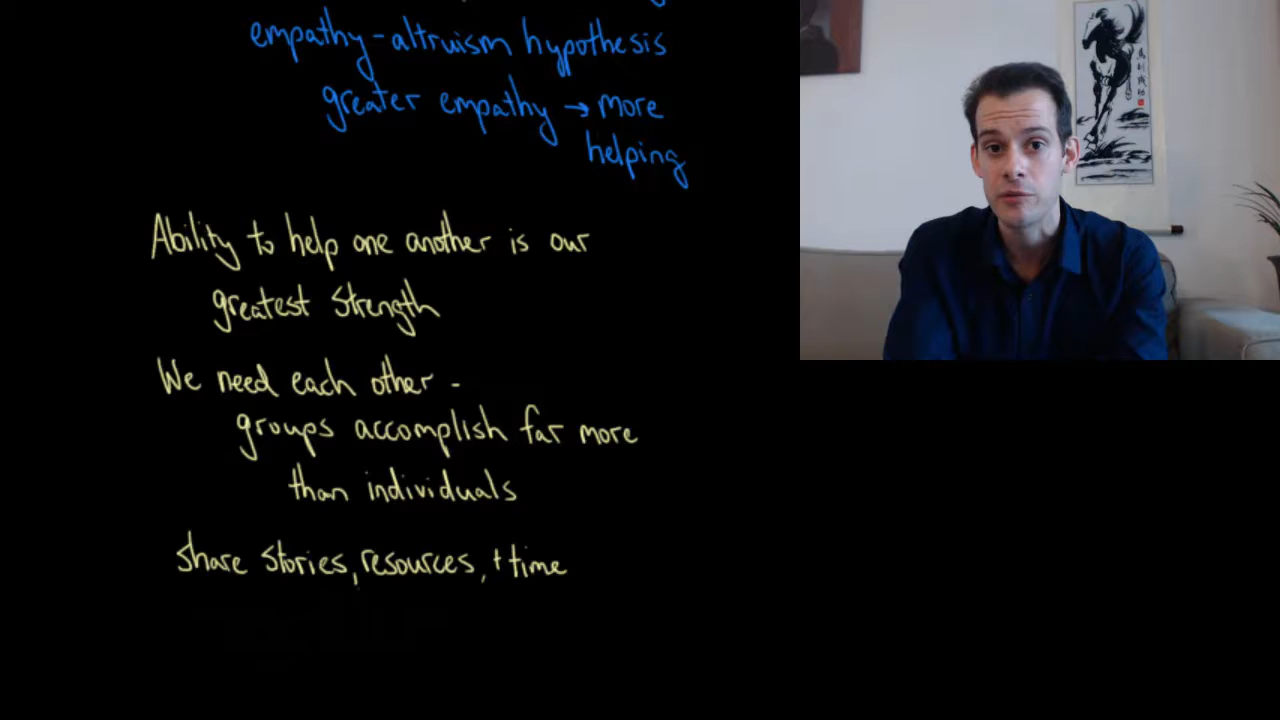 empathy-altruism hypothesis
greater empathy → more
helping
Ability to help one another is our
greatest strength
We need each other -
groups accomplish far more
than individuals
share stories, resources, + time